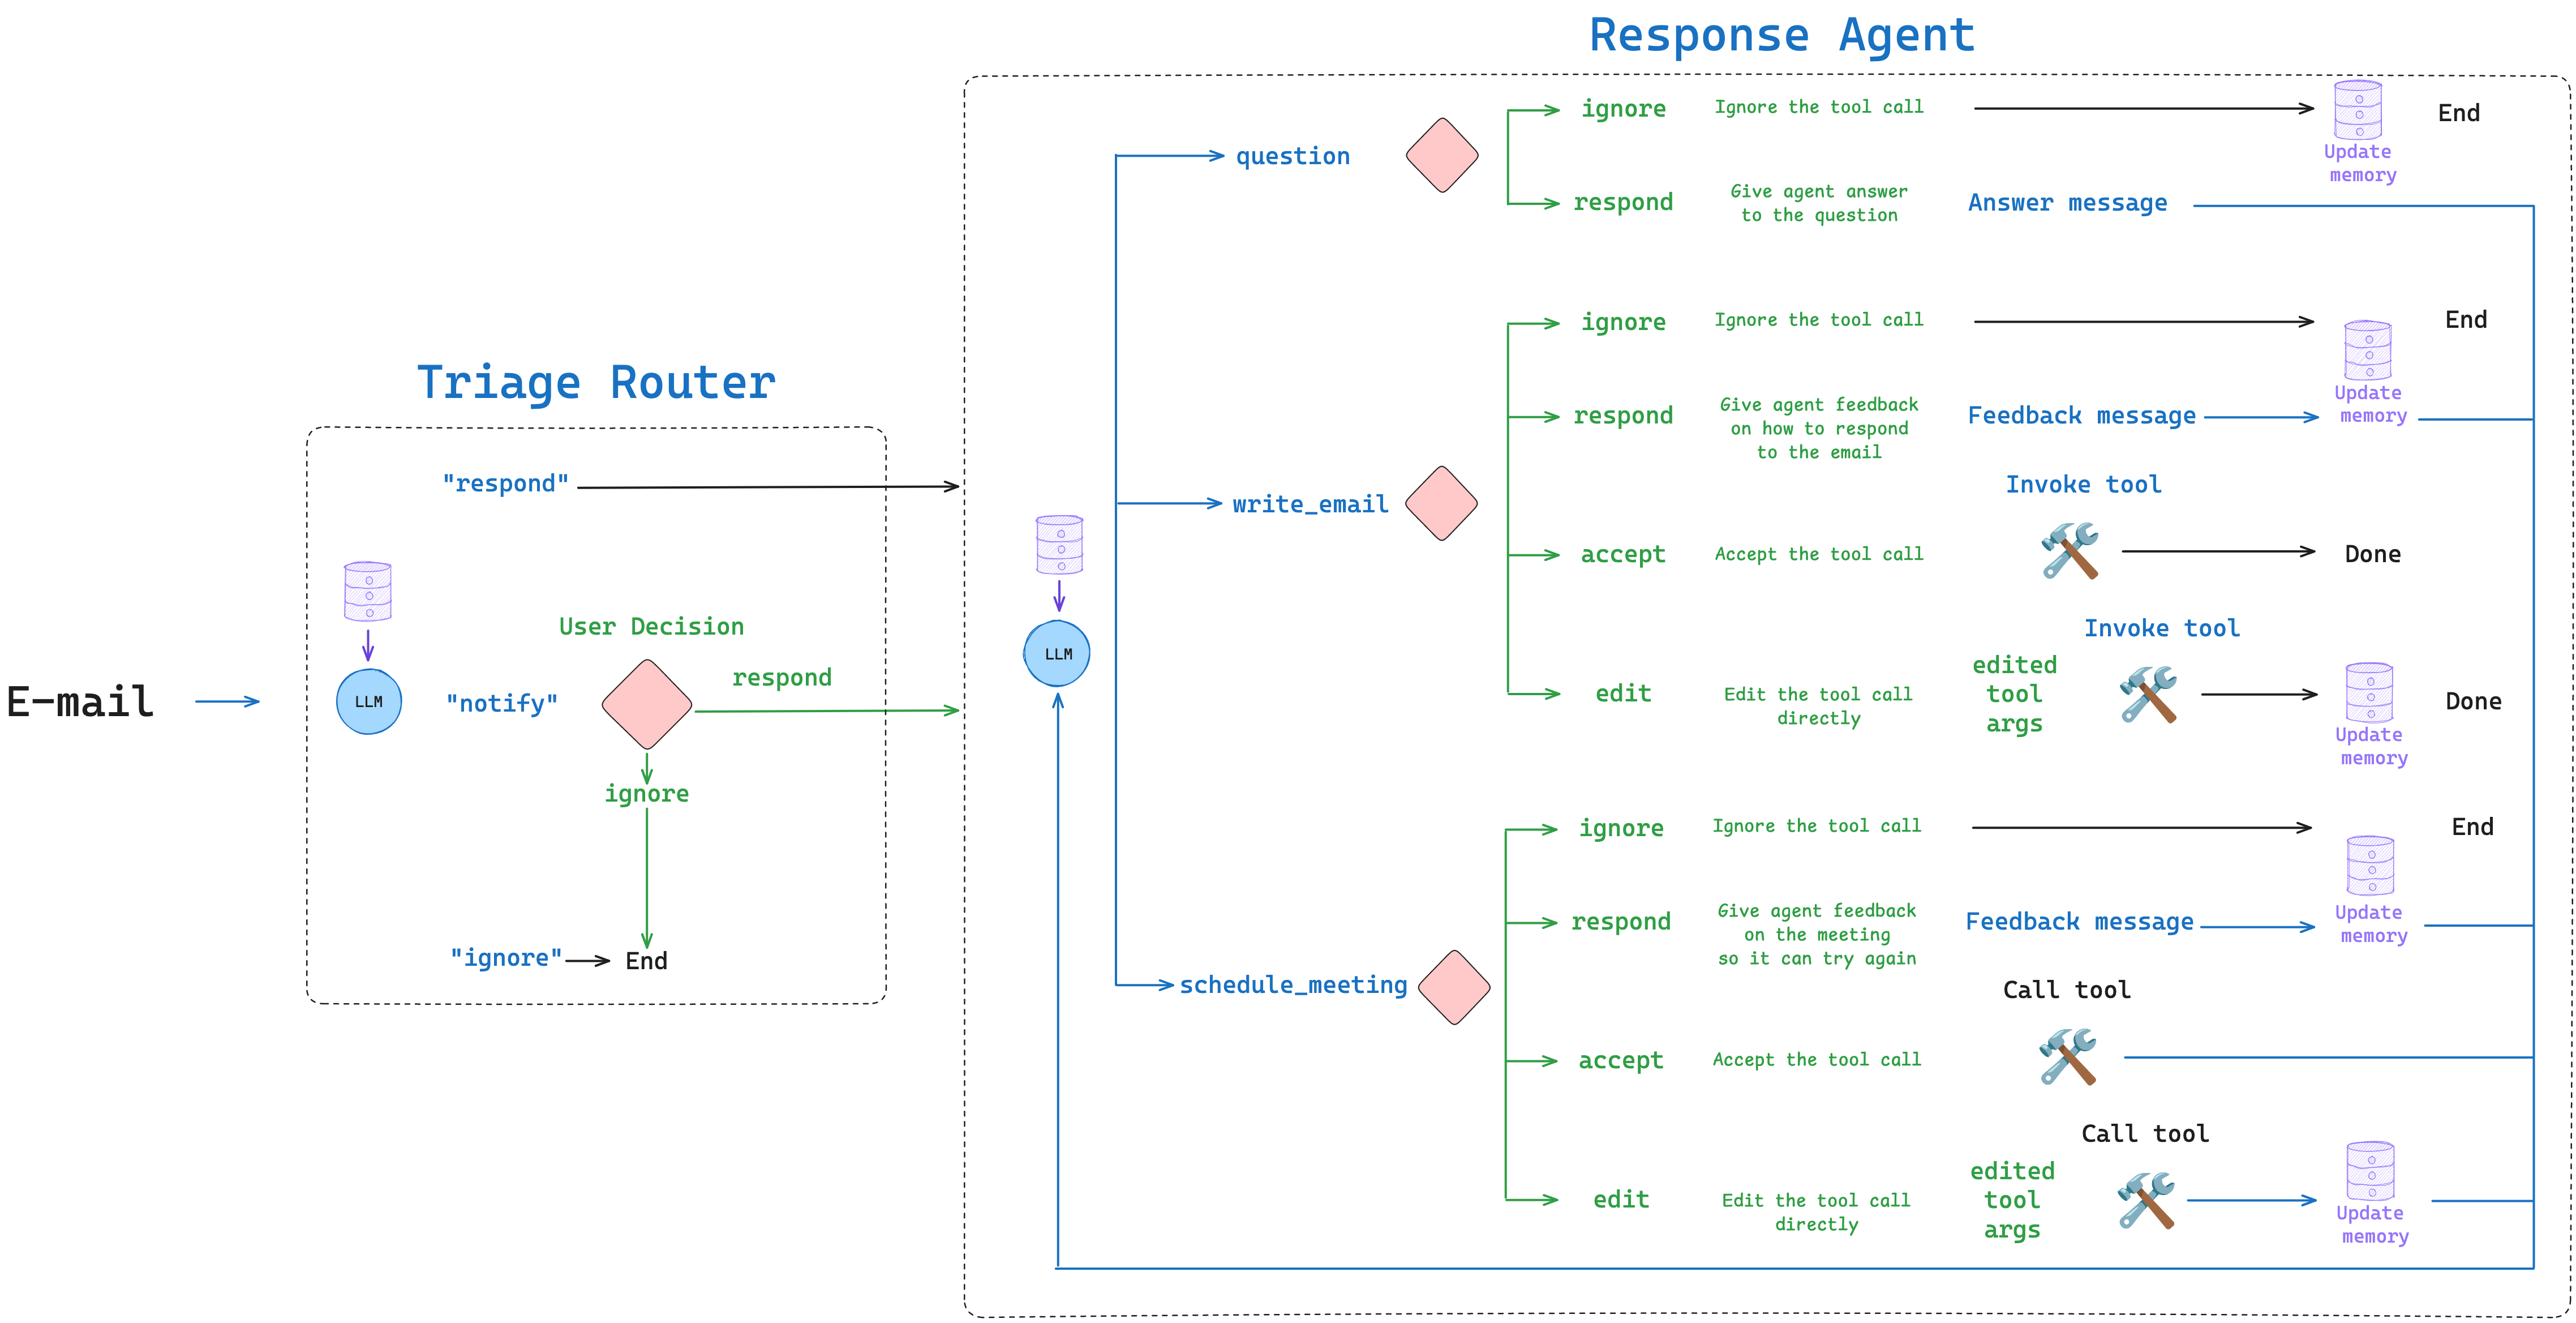 Response Agent
ignore
Ignore the tool call
End
Update
memory
question
respond
Give agent answer
to the question
Answer message
ignore
Ignore the tool call
End
Update
memory
respond
Give agent feedback
on how to respond
to the email
Feedback message
write_email
Invoke tool
accept
Accept the tool call
Done
Invoke tool
edit
Edit the tool call
directly
edited
tool
args
Update
memory
Done
Triage Router
"respond"
User Decision
respond
E-mail
LLM
"notify"
ignore
"ignore"
End
LLM
ignore
Ignore the tool call
End
respond
Give agent feedback
on the meeting
so it can try again
Feedback message
Update
memory
schedule_meeting
Call tool
accept
Accept the tool call
Call tool
edit
Edit the tool call
directly
edited
tool
args
Update
memory